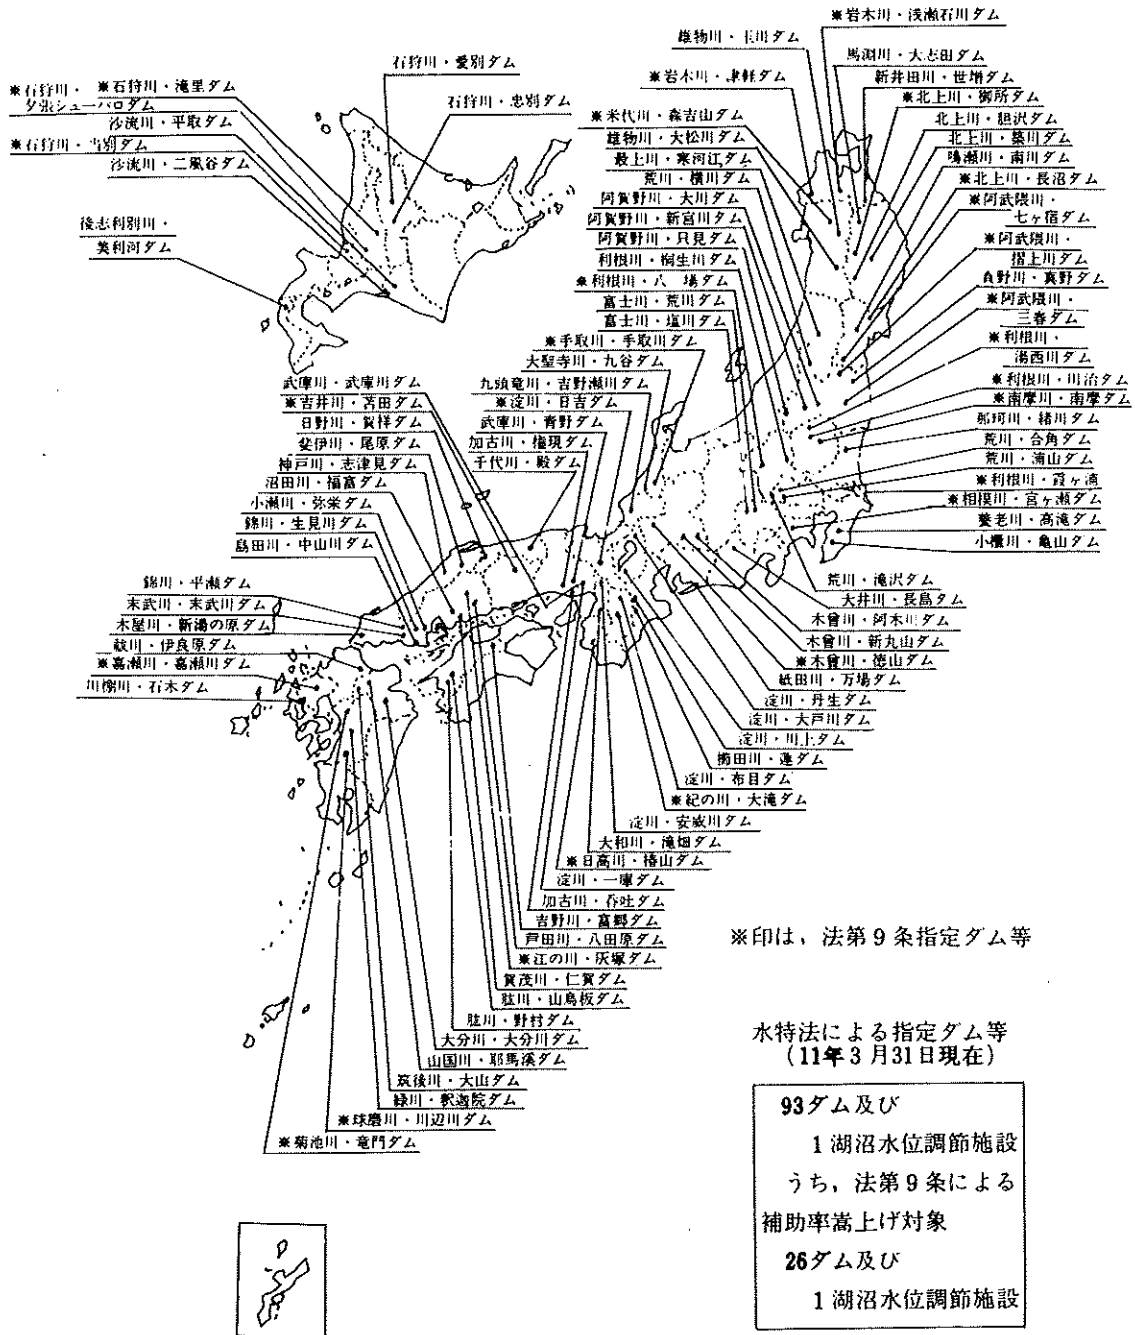 ※岩木川・浅瀬石川ダム
雄物川・玉川ダム
馬淵川・大志田ダム
※岩木川・津軽ダム
新井田川・世増ダム
※北上川・御所ダム
※米代川・森吉山ダム
北上川・胆沢ダム
雄物川・大松川ダム
北上川・簗川ダム
最上川・寒河江ダム
鳴瀬川・南川ダム
荒川・横川ダム
※北上川・長沼ダム
阿賀野川・大川ダム
※阿武隈川・
七ヶ宿ダム
阿賀野川・新宮川ダム
※阿武隈川・
摺上川ダム
阿賀野川・只見ダム
利根川・桐生川ダム
真野川・真野ダム
※利根川・八ッ場ダム
※阿武隈川・
三春ダム
富士川・荒川ダム
富士川・塩川ダム
※利根川・
湯西川ダム
※手取川・手取川ダム
大聖寺川・九谷ダム
※利根川・川治ダム
九頭竜川・吉野瀬川ダム
※南摩川・南摩ダム
※淀川・日吉ダム
那珂川・緒川ダム
武庫川・青野ダム
荒川・合角ダム
加古川・権現ダム
荒川・浦山ダム
千代川・殿ダム
※利根川・霞ヶ浦
※相模川・宮ヶ瀬ダム
養老川・高滝ダム
小櫃川・亀山ダム
石狩川・愛別ダム
石狩川・忠別ダム
※石狩川・滝里ダム
※石狩川・
夕張シューパロダム
沙流川・平取ダム
※石狩川・当別ダム
沙流川・二風谷ダム
後志利別川・
美利河ダム
武庫川・武庫川ダム
※吉井川・苫田ダム
日野川・賀祥ダム
斐伊川・尾原ダム
神戸川・志津見ダム
沼田川・福富ダム
小瀬川・弥栄ダム
錦川・生見川ダム
島田川・中山川ダム
錦川・平瀬ダム
末武川・末武川ダム
木屋川・新湯の原ダム
祓川・伊良原ダム
※嘉瀬川・嘉瀬川ダム
川棚川・石木ダム
荒川・滝沢ダム
大井川・長島ダム
木曽川・阿木川ダム
木曽川・新丸山ダム
※木曽川・徳山ダム
紙田川・万場ダム
淀川・丹生ダム
淀川・大戸川ダム
淀川・川上ダム
櫛田川・蓮ダム
淀川・布目ダム
※紀の川・大滝ダム
淀川・安威川ダム
大和川・滝畑ダム
※日高川・椿山ダム
淀川・一庫ダム
加古川・呑吐ダム
吉野川・富郷ダム
戸田川・八田原ダム
※江の川・灰塚ダム
賀茂川・仁賀ダム
肱川・山鳥坂ダム
肱川・野村ダム
大分川・大分川ダム
山国川・耶馬溪ダム
筑後川・大山ダム
緑川・釈迦院ダム
※球磨川・川辺川ダム
※菊池川・竜門ダム
※印は，法第9条指定ダム等
水特法による指定ダム等
（11年3月31日現在）
93ダム及び
1湖沼水位調節施設
うち，法第9条による
補助率嵩上げ対象
26ダム及び
1湖沼水位調節施設